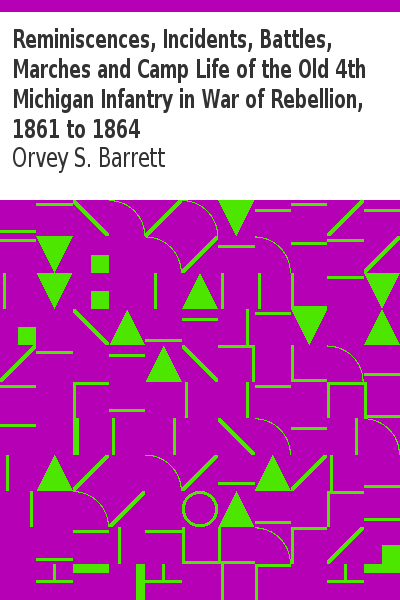 Reminiscences, Incidents, Battles,
Marches and Camp Life of the Old 4th
Michigan Infantry in War of Rebellion,
1861 to 1864
Orvey S. Barrett